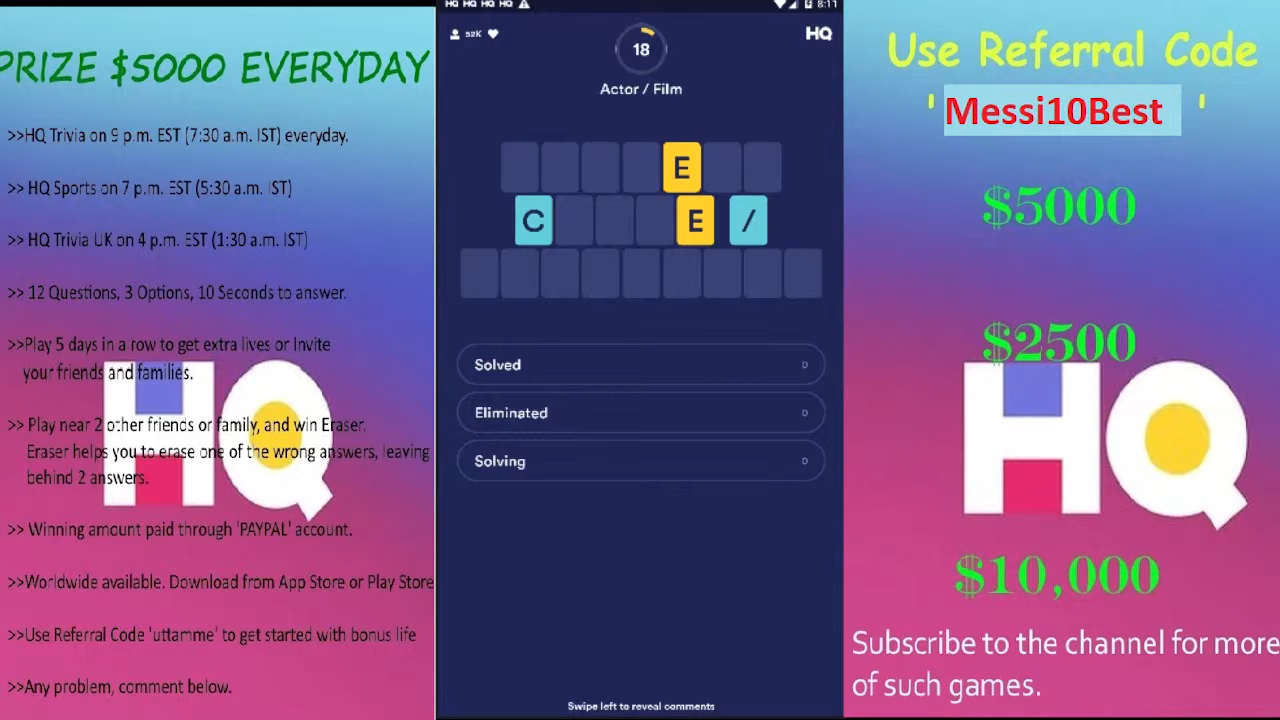 PRIZE $5000 EVERYDAY
>>HQ Trivia on 9 p.m. EST (7:30 a.m. IST) everyday.
>> HQ Sports on 7 p.m. EST (5:30 a.m. IST)
>> HQ Trivia UK on 4 p.m. EST (1:30 a.m. IST)
>> 12 Questions, 3 Options, 10 Seconds to answer.
>>Play 5 days in a row to get extra lives or Invite
your friends and families.
>> Play near 2 other friends or family, and win Eraser.
Eraser helps you to erase one of the wrong answers, leaving
behind 2 answers.
>> Winning amount paid through 'PAYPAL' account.
>>Worldwide available. Download from App Store or Play Store
>>Use Referral Code 'uttamme' to get started with bonus life
>>Any problem, comment below.
HQ
HQ HQ HQ HQ 8:11
52K 18 HQ
Actor / Film
E
C E /
Solved 0
Eliminated 0
Solving 0
Swipe left to reveal comments
Use Referral Code
' Messi10Best '
$5000
$2500
HQ
$10,000
Subscribe to the channel for more
of such games.